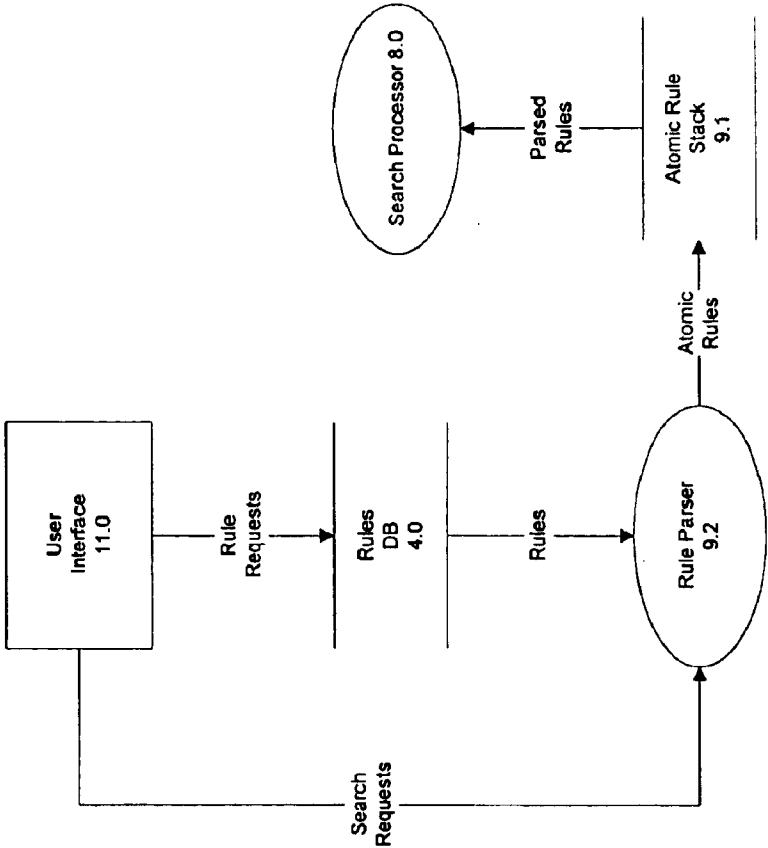 User
Interface
11.0
Rule
Requests
Rules
DB
4.0
Rules
Rule Parser
9.2
Search
Requests
Atomic
Rules
Atomic Rule
Stack
9.1
Parsed
Rules
Search Processor 8.0